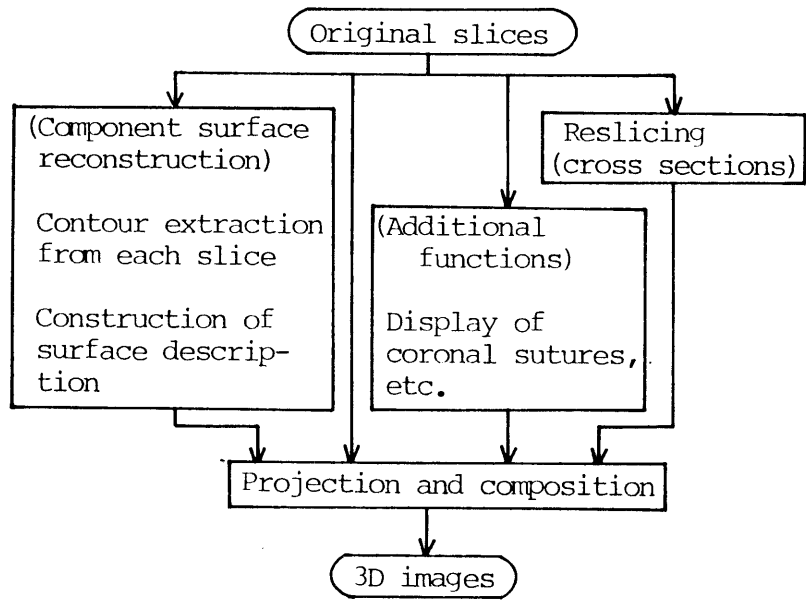 Original slices
(Component surface
reconstruction)
Contour extraction
from each slice
Construction of
surface descrip-
tion
(Additional
functions)
Display of
coronal sutures,
etc.
Reslicing
(cross sections)
Projection and composition
3D images